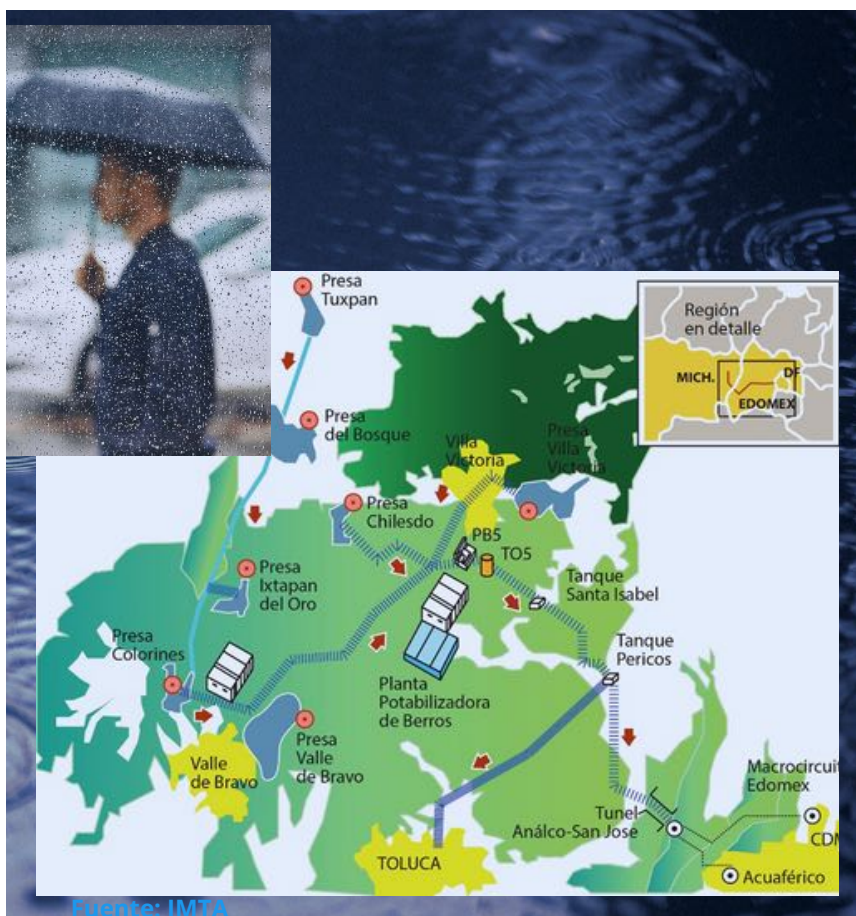 Presa
Tuxpan
Región
en detalle
MICH.
DF
EDOMEX
Presa
del Bosque
Villa
Victoria
Presa
Villa
Victoria
Presa
Chilesdo
PB5
TO5
Presa
Ixtapan
del Oro
Tanque
Santa Isabel
Presa
Colorines
Tanque
Pericos
Planta
Potabilizadora
de Berros
Presa
Valle
de Bravo
Valle
de Bravo
Macrocircuit
Edomex
Tunel
Análco-San Jose
CDM
TOLUCA
Acuaférico
Fuente: IMTA